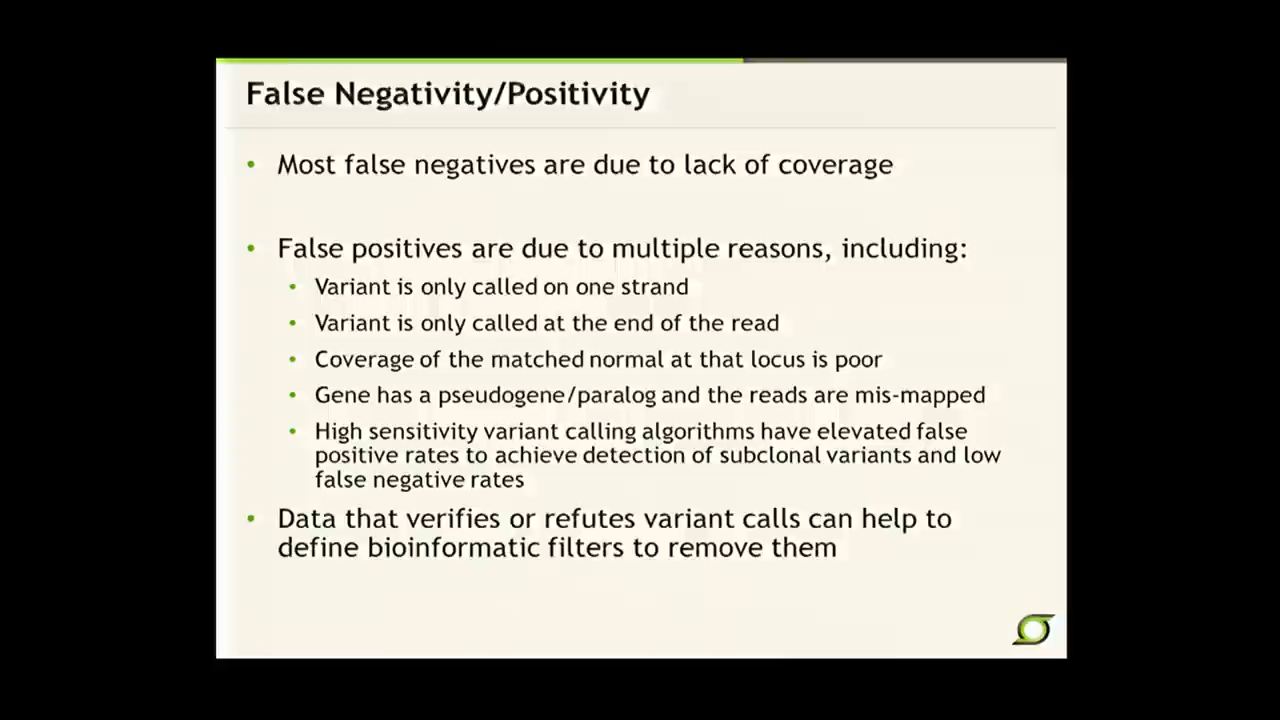 False Negativity/Positivity
• Most false negatives are due to lack of coverage
• False positives are due to multiple reasons, including:
• Variant is only called on one strand
• Variant is only called at the end of the read
• Coverage of the matched normal at that locus is poor
• Gene has a pseudogene/paralog and the reads are mis-mapped
• High sensitivity variant calling algorithms have elevated false
positive rates to achieve detection of subclonal variants and low
false negative rates
• Data that verifies or refutes variant calls can help to
define bioinformatic filters to remove them